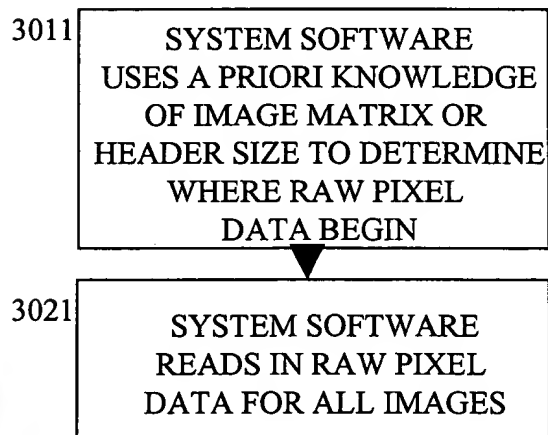 3011
SYSTEM SOFTWARE
USES A PRIORI KNOWLEDGE
OF IMAGE MATRIX OR
HEADER SIZE TO DETERMINE
WHERE RAW PIXEL
DATA BEGIN
3021
SYSTEM SOFTWARE
READS IN RAW PIXEL
DATA FOR ALL IMAGES